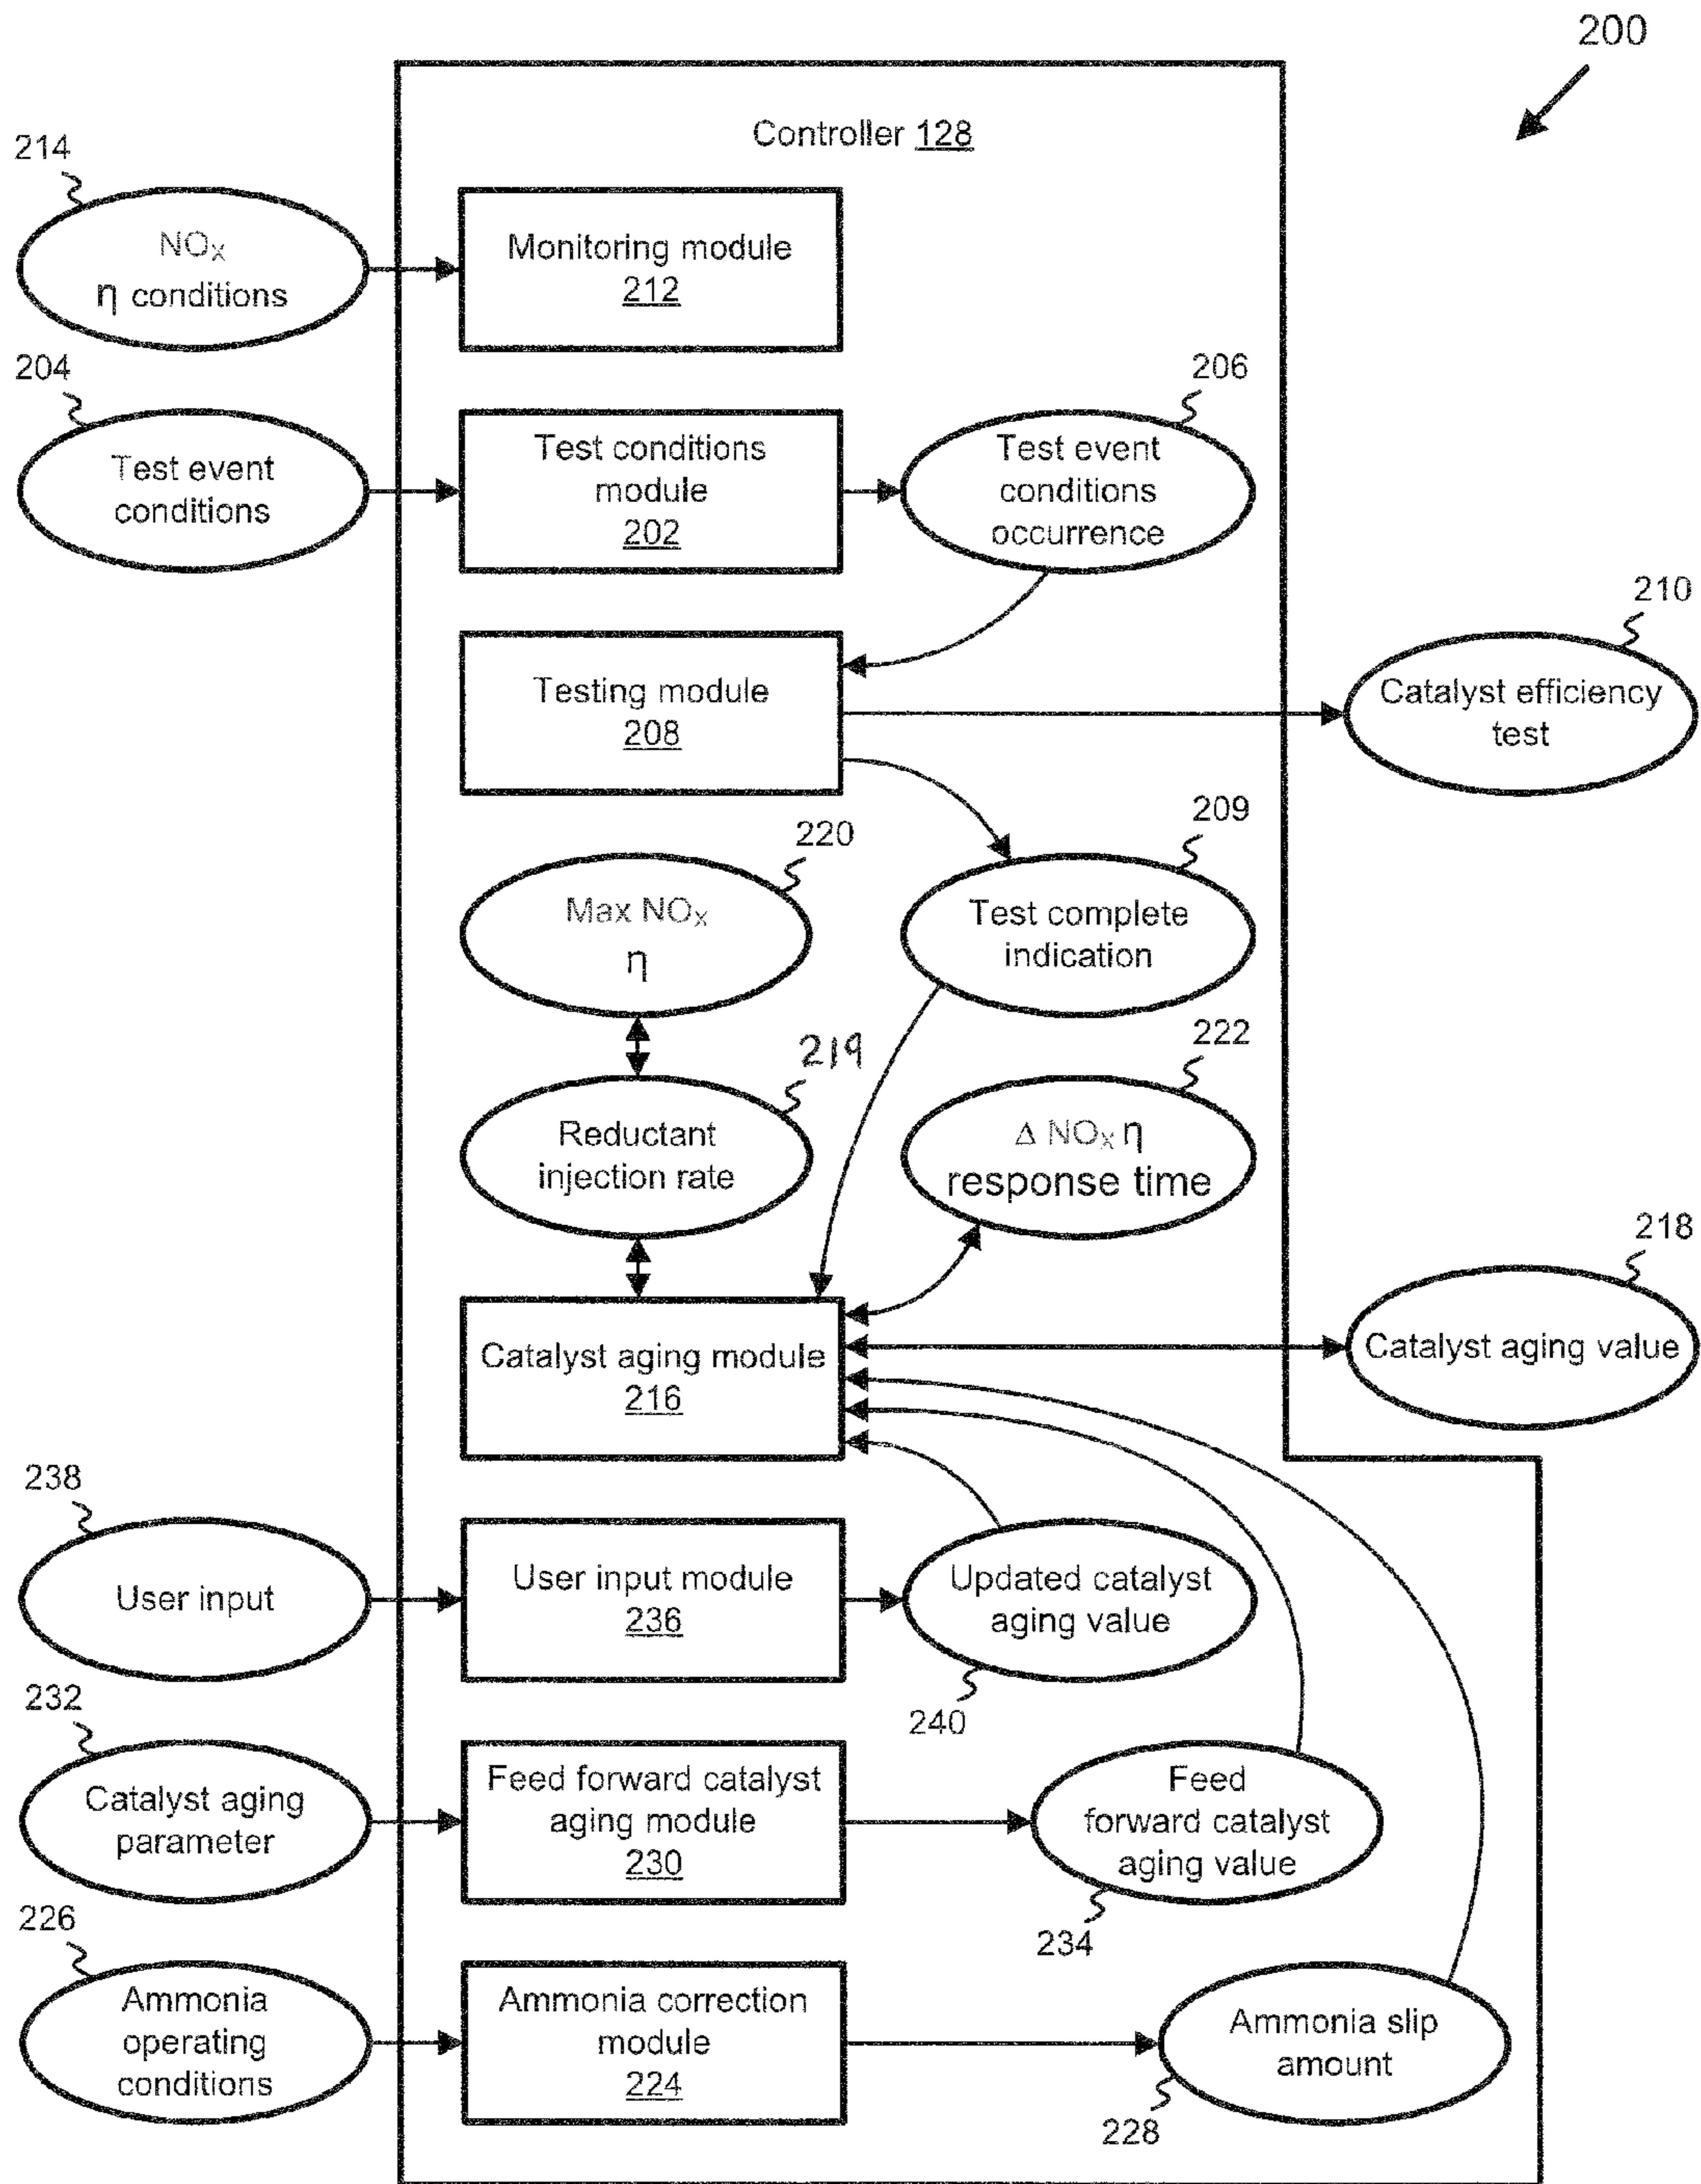 200
Controller 128
214
NOX
η conditions
Monitoring module
212
204
Test event
conditions
Test conditions
module
202
206
Test event
conditions
occurrence
Testing module
208
210
Catalyst efficiency
test
209
Test complete
indication
220
Max NOX
η
219
Reductant
injection rate
222
Δ NOX η
response time
Catalyst aging module
216
218
Catalyst aging value
238
User input
User input module
236
Updated catalyst
aging value
240
232
Catalyst aging
parameter
Feed forward catalyst
aging module
230
Feed
forward catalyst
aging value
234
226
Ammonia
operating
conditions
Ammonia correction
module
224
Ammonia slip
amount
228